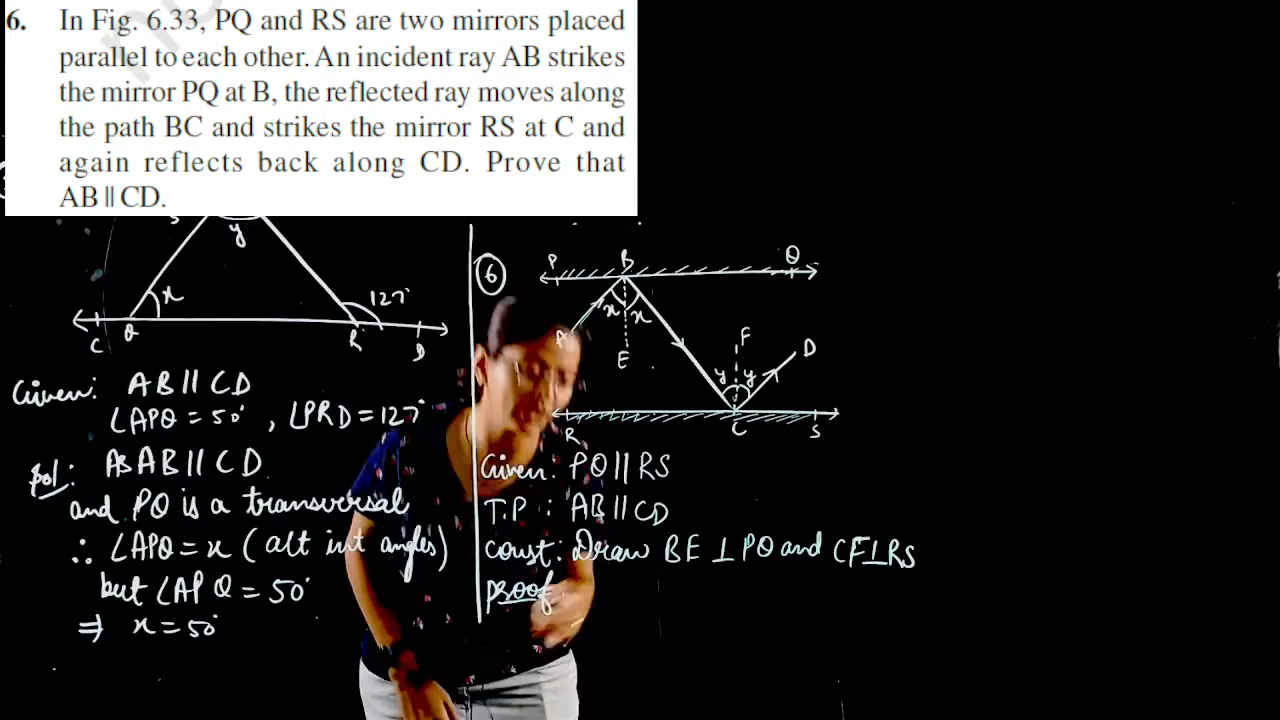 6. In Fig. 6.33, PQ and RS are two mirrors placed
parallel to each other. An incident ray AB strikes
the mirror PQ at B, the reflected ray moves along
the path BC and strikes the mirror RS at C and
again reflects back along CD. Prove that
AB || CD.
y
x
127°
C Q R D
Given: AB || CD
∠APQ = 50°, ∠PRD = 127°
Sol: As AB || CD
and PQ is a transversal
∴ ∠APQ = x (alt int angles)
but ∠APQ = 50°
⇒ x = 50°
6
P B Q
x x
A E
F D
y y
R C S
Given: PQ || RS
T.P : AB || CD
Const: Draw BE ⊥ PQ and CF ⊥ RS
Proof